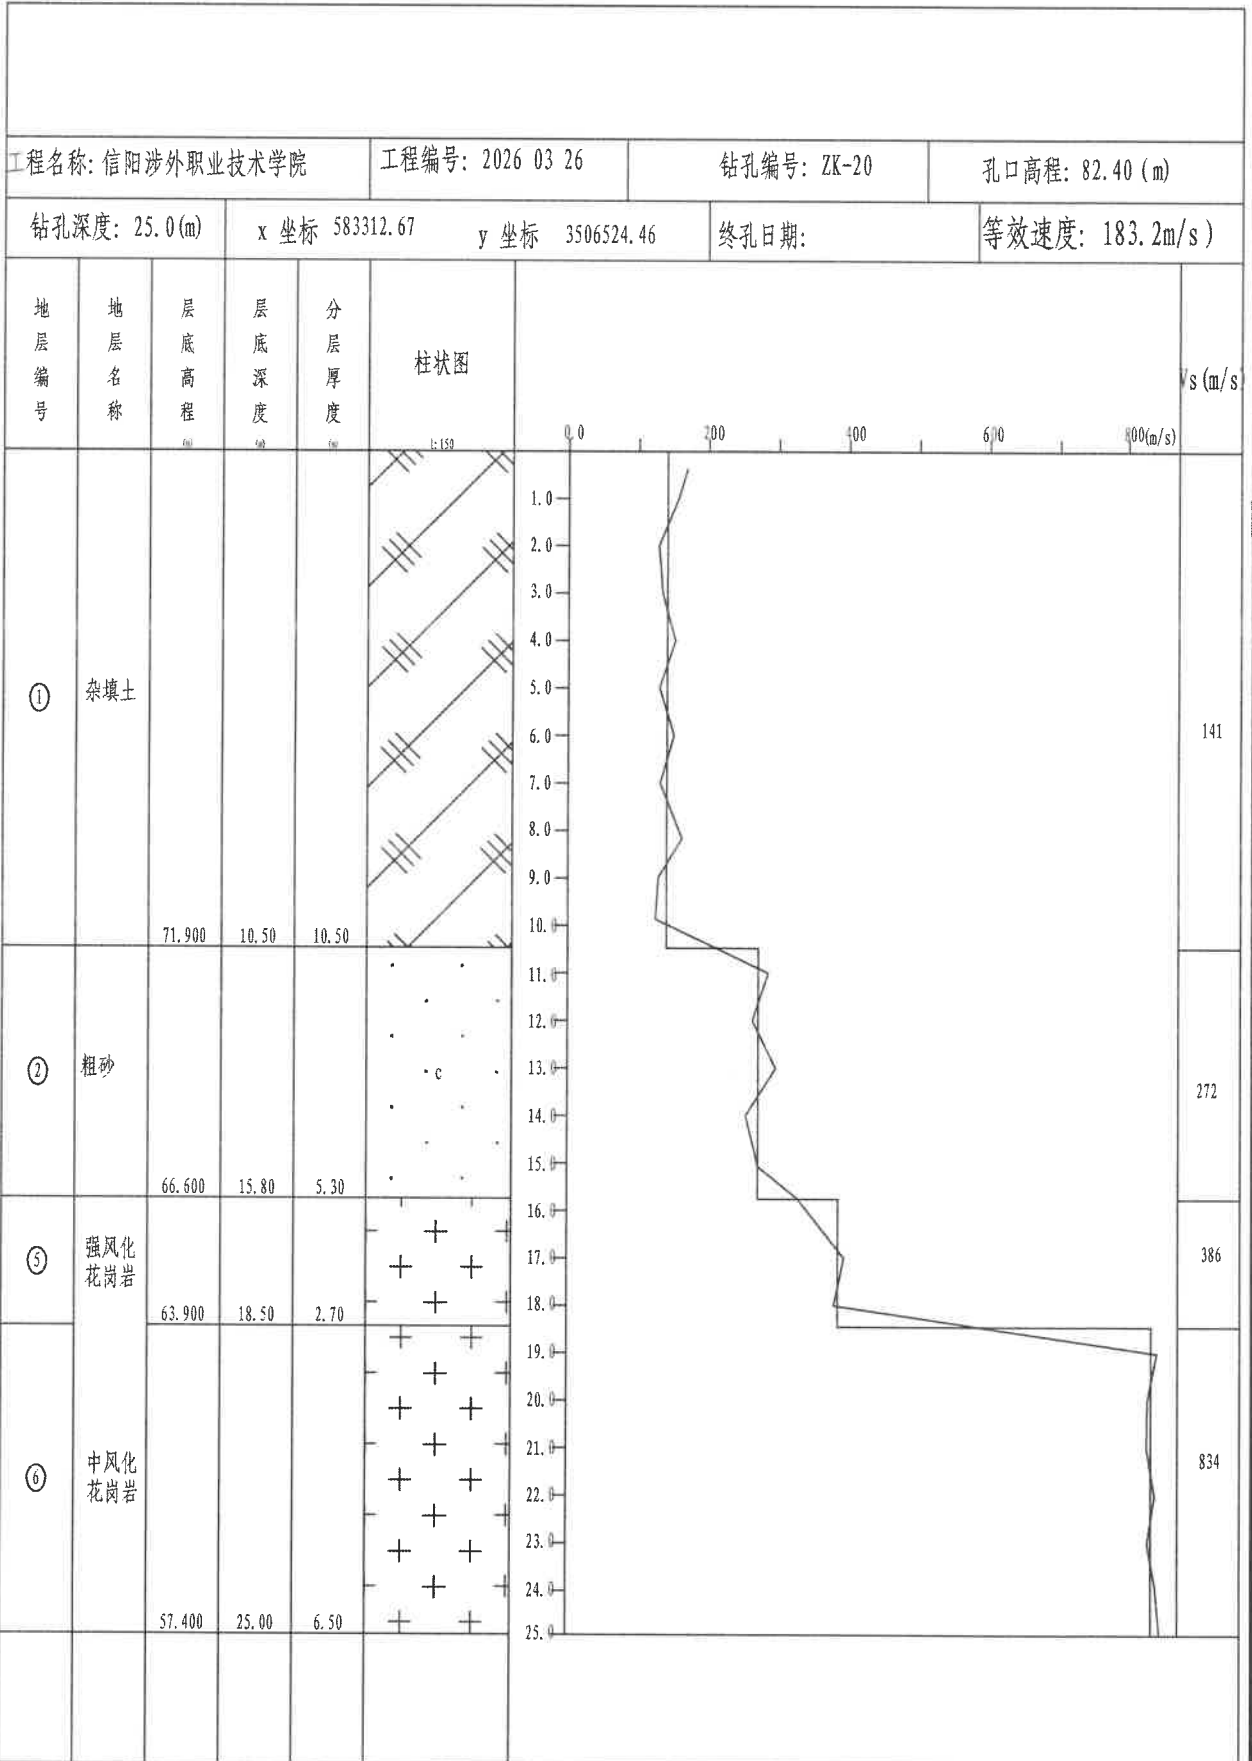 工程名称: 信阳涉外职业技术学院
工程编号: 2026 03 26
钻孔编号: ZK-20
孔口高程: 82.40 (m)
钻孔深度: 25.0(m)
x 坐标 583312.67
y 坐标 3506524.46
终孔日期:
等效速度: 183.2m/s)
地层编号
地层名称
层底高程
(m)
层底深度
(m)
分层厚度
(m)
柱状图
1:150
Vs(m/s
0.0
200
400
600
800(m/s)
①
杂填土
71.900
10.50
10.50
141
②
粗砂
66.600
15.80
5.30
c
272
⑤
强风化
花岗岩
63.900
18.50
2.70
386
⑥
中风化
花岗岩
57.400
25.00
6.50
834
1.0
2.0
3.0
4.0
5.0
6.0
7.0
8.0
9.0
10.0
11.0
12.0
13.0
14.0
15.0
16.0
17.0
18.0
19.0
20.0
21.0
22.0
23.0
24.0
25.0